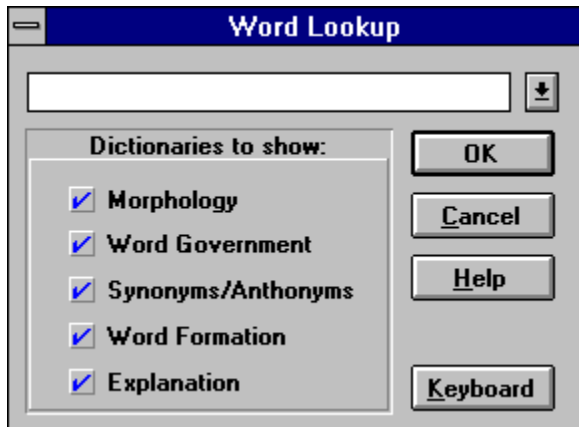 Word Lookup
Dictionaries to show:
OK
Morphology
Cancel
Word Government
Synonyms/Anthonyms
Help
Word Formation
Explanation
Keyboard